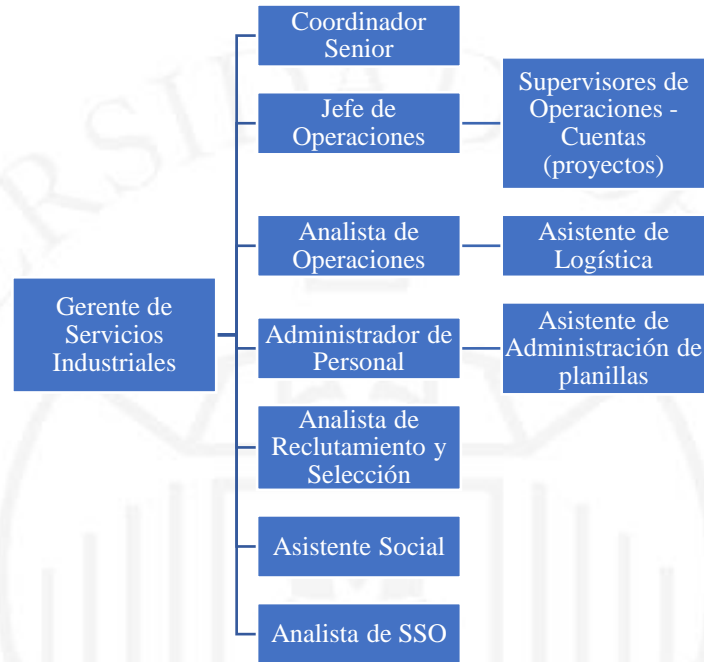 Coordinador
Senior
Jefe de
Operaciones
Supervisores de
Operaciones -
Cuentas
(proyectos)
Analista de
Operaciones
Asistente de
Logística
Gerente de
Servicios
Industriales
Administrador de
Personal
Asistente de
Administración de
planillas
Analista de
Reclutamiento y
Selección
Asistente Social
Analista de SSO